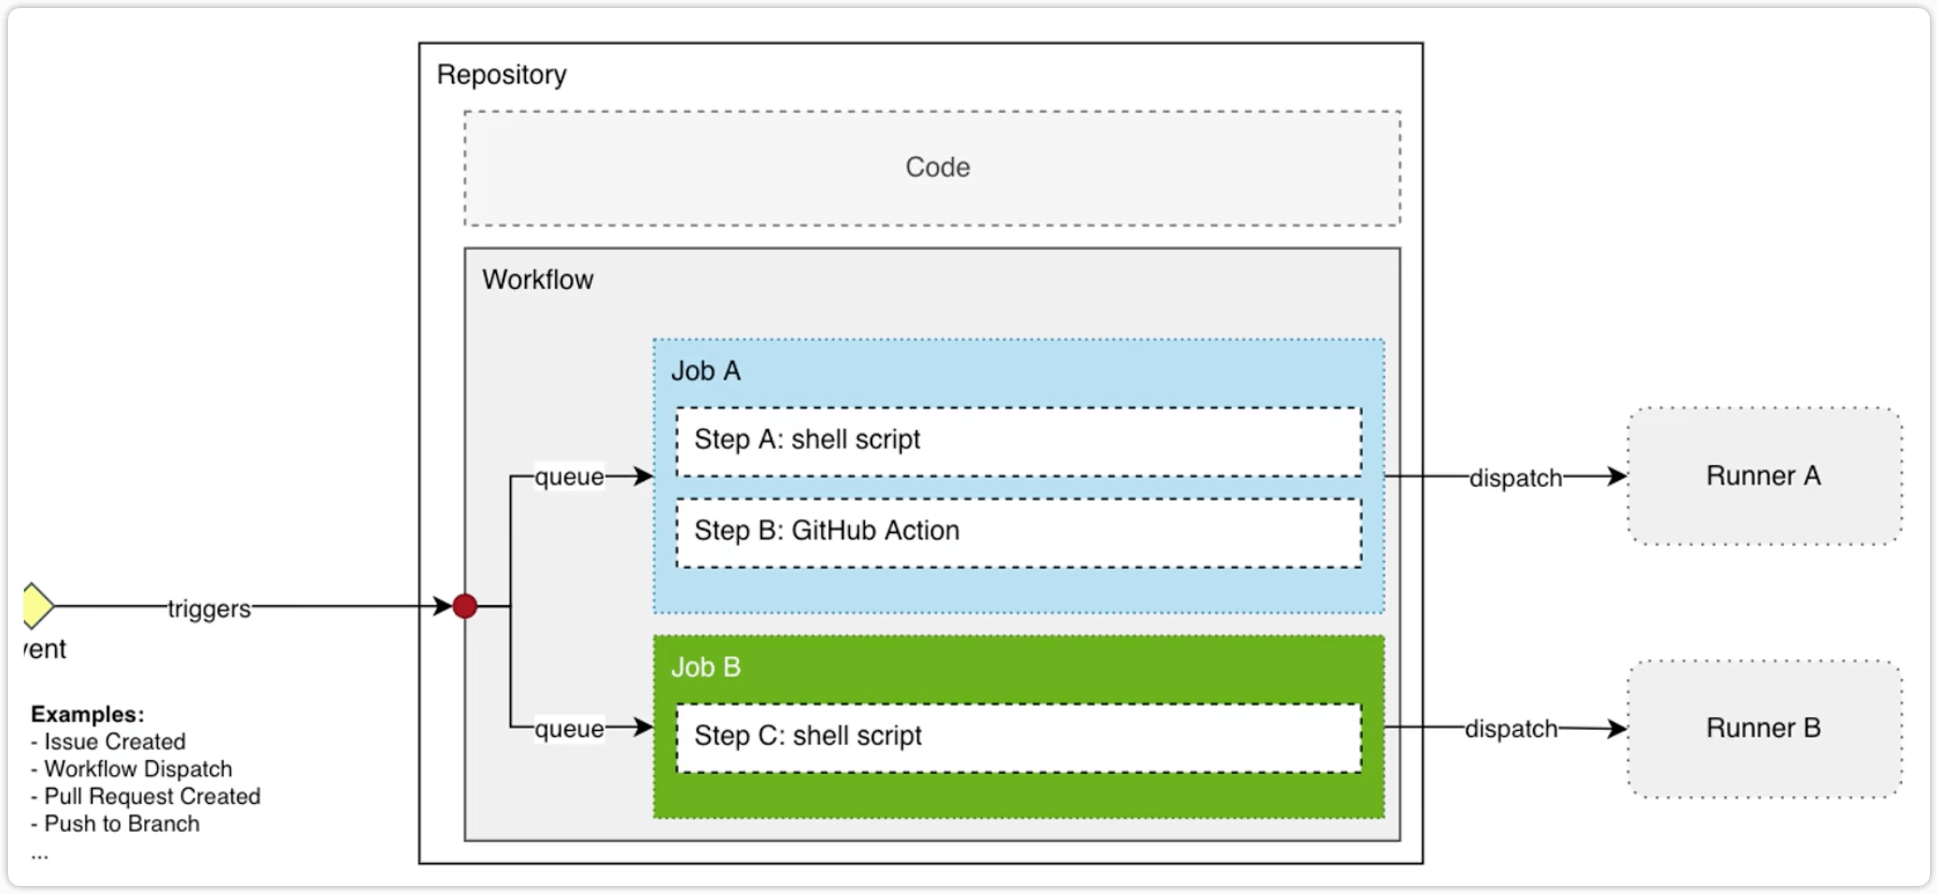 Repository
Code
Workflow
Job A
Step A: shell script
Step B: GitHub Action
queue
dispatch
Runner A
triggers
vent
Job B
Step C: shell script
queue
dispatch
Runner B
Examples:
- Issue Created
- Workflow Dispatch
- Pull Request Created
- Push to Branch
...